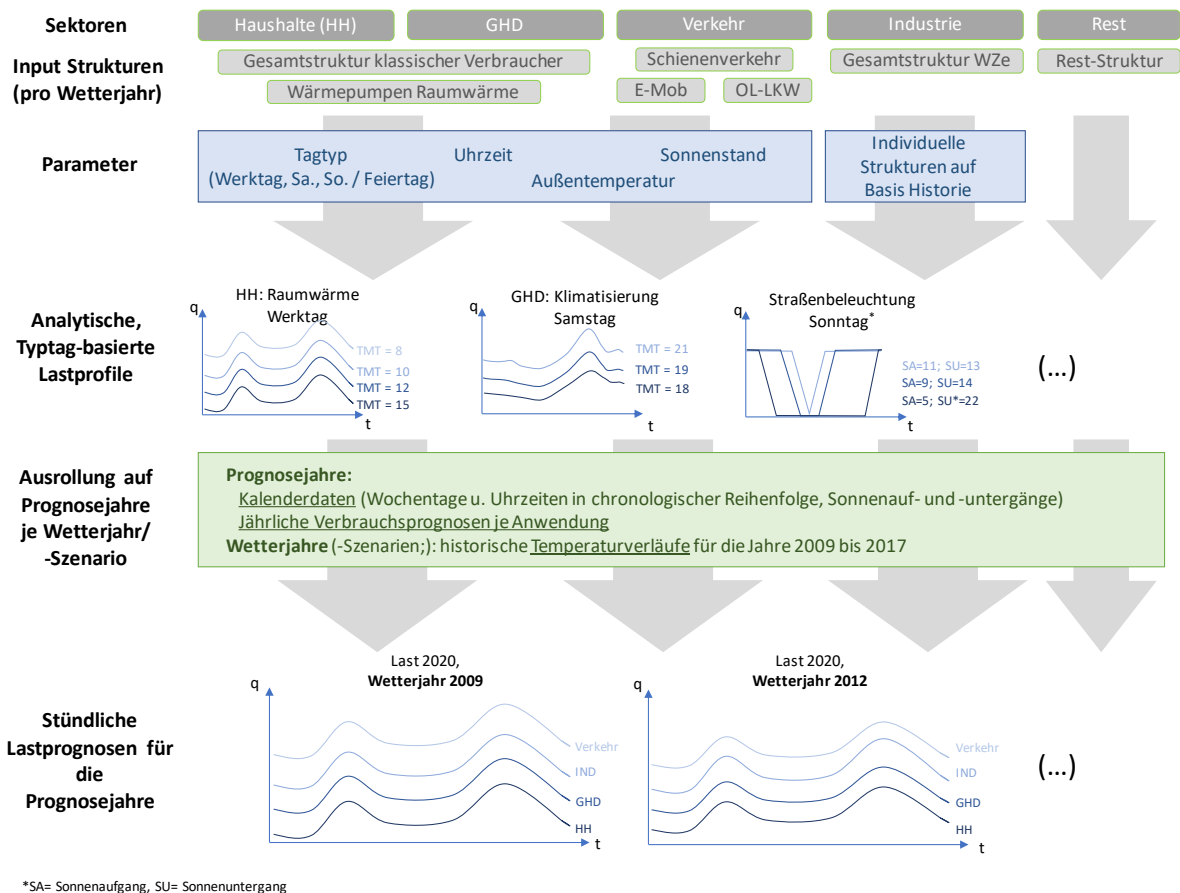 Sektoren
Haushalte (HH)
GHD
Verkehr
Industrie
Rest
Input Strukturen
(pro Wetterjahr)
Gesamtstruktur klassischer Verbraucher
Schienenverkehr
Gesamtstruktur WZe
Rest-Struktur
Wärmepumpen Raumwärme
E-Mob
OL-LKW
Parameter
Tagtyp
(Werktag, Sa., So. / Feiertag)
Uhrzeit
Außentemperatur
Sonnenstand
Individuelle
Strukturen auf
Basis Historie
Analytische,
Typtag-basierte
Lastprofile
q
HH: Raumwärme
Werktag
TMT = 8
TMT = 10
TMT = 12
TMT = 15
t
q
GHD: Klimatisierung
Samstag
TMT = 21
TMT = 19
TMT = 18
t
q
Straßenbeleuchtung
Sonntag*
SA=11; SU=13
SA=9; SU=14
SA=5; SU*=22
t
(...)
Ausrollung auf
Prognosejahre
je Wetterjahr/
-Szenario
Prognosejahre:
Kalenderdaten (Wochentage u. Uhrzeiten in chronologischer Reihenfolge, Sonnenauf- und -untergänge)
Jährliche Verbrauchsprognosen je Anwendung
Wetterjahre (-Szenarien;): historische Temperaturverläufe für die Jahre 2009 bis 2017
Stündliche
Lastprognosen für
die
Prognosejahre
q
Last 2020,
Wetterjahr 2009
Verkehr
IND
GHD
HH
t
q
Last 2020,
Wetterjahr 2012
Verkehr
IND
GHD
HH
t
(...)
*SA= Sonnenaufgang, SU= Sonnenuntergang